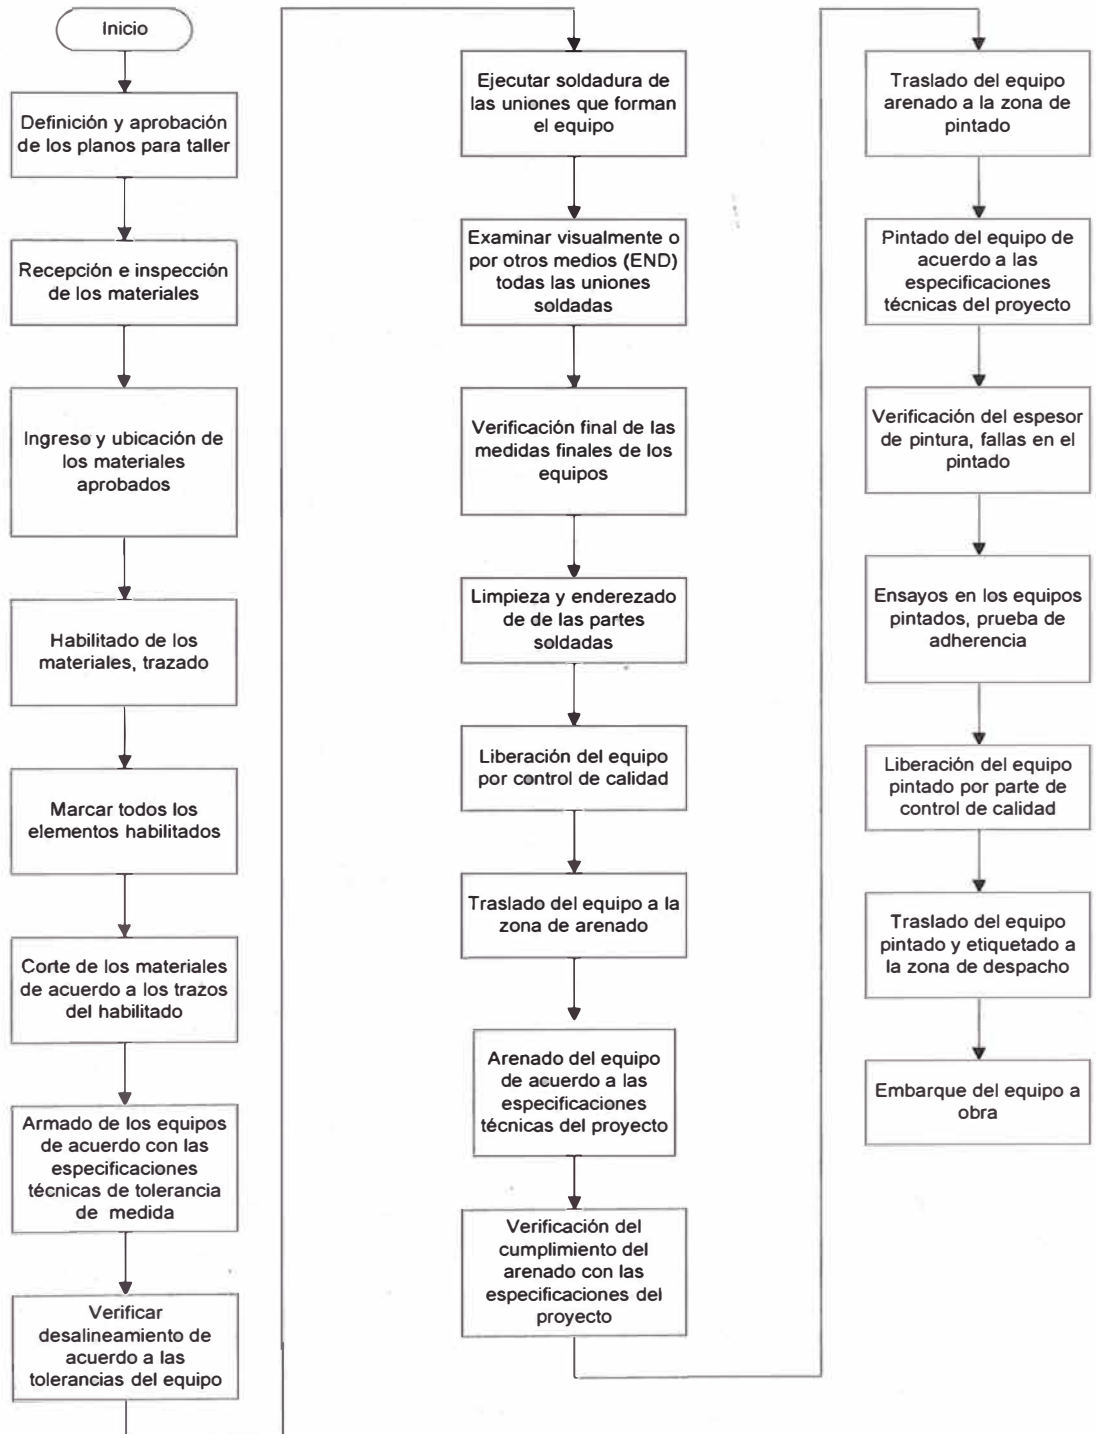 Inicio
Definición y aprobación
de los planos para taller
Recepción e inspección
de los materiales
Ingreso y ubicación de
los materiales
aprobados
Habilitado de los
materiales, trazado
Marcar todos los
elementos habilitados
Corte de los materiales
de acuerdo a los trazos
del habilitado
Armado de los equipos
de acuerdo con las
especificaciones
técnicas de tolerancia
de medida
Verificar
desalineamiento de
acuerdo a las
tolerancias del equipo
Ejecutar soldadura de
las uniones que forman
el equipo
Examinar visualmente o
por otros medios (END)
todas las uniones
soldadas
Verificación final de las
medidas finales de los
equipos
Limpieza y enderezado
de de las partes
soldadas
Liberación del equipo
por control de calidad
Traslado del equipo a la
zona de arenado
Arenado del equipo
de acuerdo a las
especificaciones
técnicas del proyecto
Verificación del
cumplimiento del
arenado con las
especificaciones del
proyecto
Traslado del equipo
arenado a la zona de
pintado
Pintado del equipo de
acuerdo a las
especificaciones
técnicas del proyecto
Verificación del espesor
de pintura, fallas en el
pintado
Ensayos en los equipos
pintados, prueba de
adherencia
Liberación del equipo
pintado por parte de
control de calidad
Traslado del equipo
pintado y etiquetado a
la zona de despacho
Embarque del equipo a
obra